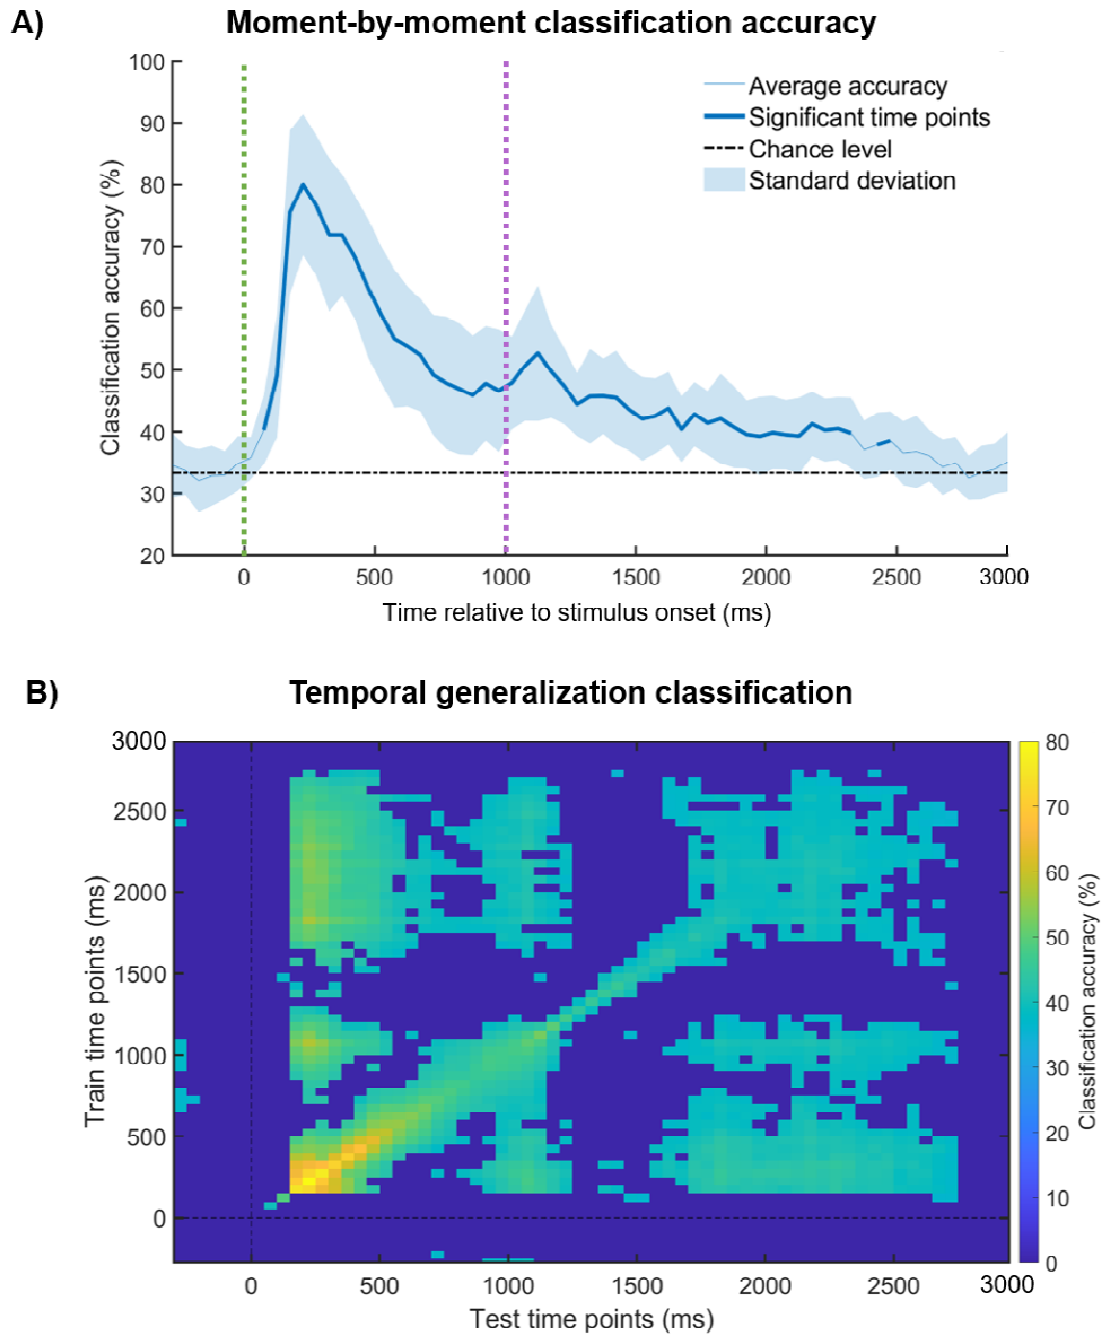 A)
Moment-by-moment classification accuracy
100
90
80
70
60
50
40
30
20
Classification accuracy (%)
Average accuracy
Significant time points
Chance level
Standard deviation
0 500 1000 1500 2000 2500 3000
Time relative to stimulus onset (ms)
B)
Temporal generalization classification
3000
2500
2000
1500
1000
500
0
Train time points (ms)
0 500 1000 1500 2000 2500 3000
Test time points (ms)
80
70
60
50
40
30
20
10
0
Classification accuracy (%)